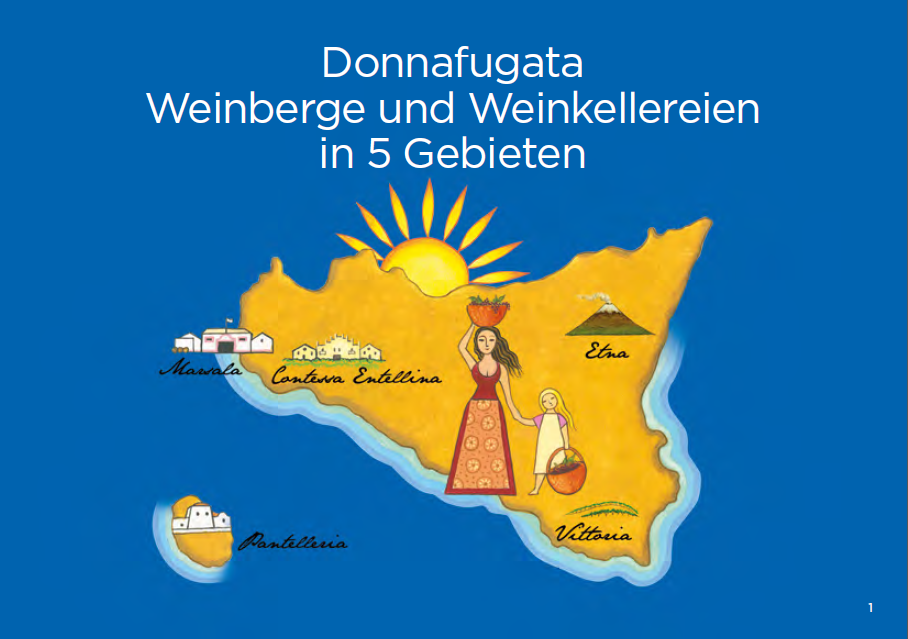 Donnafugata
Weinberge und Weinkellereien
in 5 Gebieten
Etna
Marsala
Contessa Entellina
Vittoria
Pantelleria
1